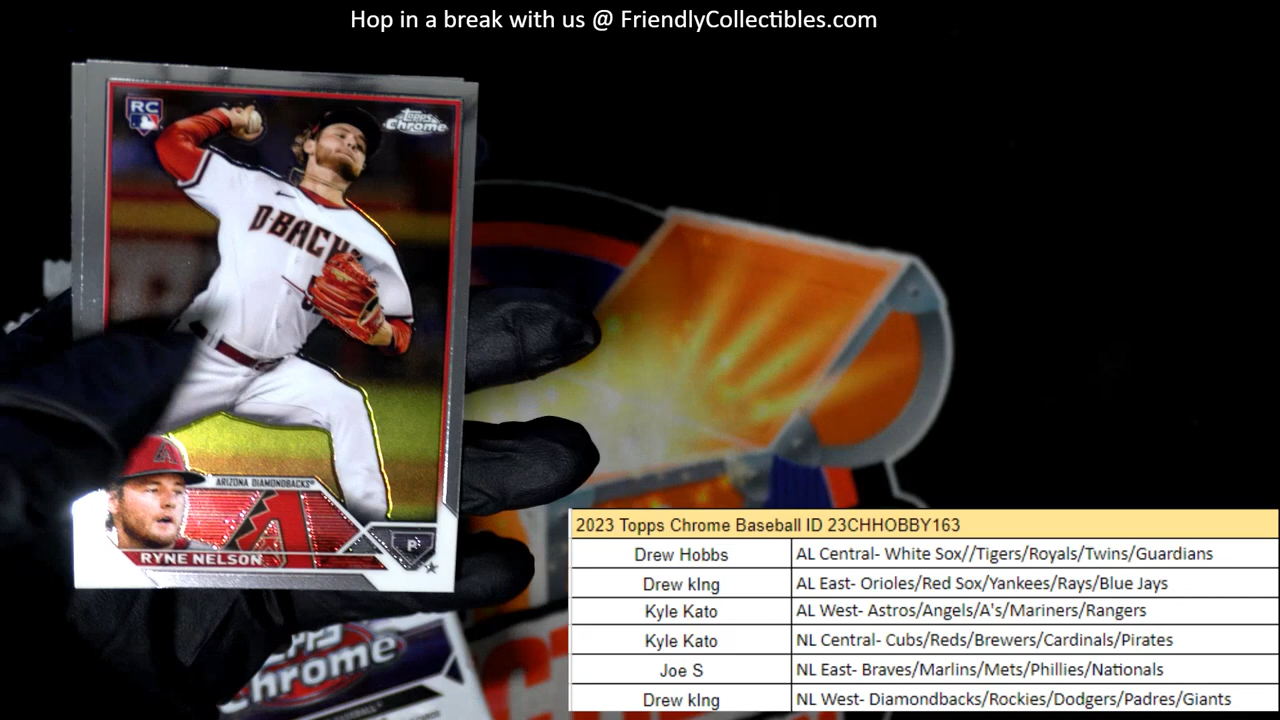 Hop in a break with us @ FriendlyCollectibles.com
RC
Topps
Chrome
D-BACK
A
ARIZONA DIAMONDBACKS®
RYNE NELSON
P
Chrome
2023 Topps Chrome Baseball ID 23CHHOBBY163
Drew Hobbs AL Central- White Sox//Tigers/Royals/Twins/Guardians
Drew kIng AL East- Orioles/Red Sox/Yankees/Rays/Blue Jays
Kyle Kato AL West- Astros/Angels/A's/Mariners/Rangers
Kyle Kato NL Central- Cubs/Reds/Brewers/Cardinals/Pirates
Joe S NL East- Braves/Marlins/Mets/Phillies/Nationals
Drew kIng NL West- Diamondbacks/Rockies/Dodgers/Padres/Giants